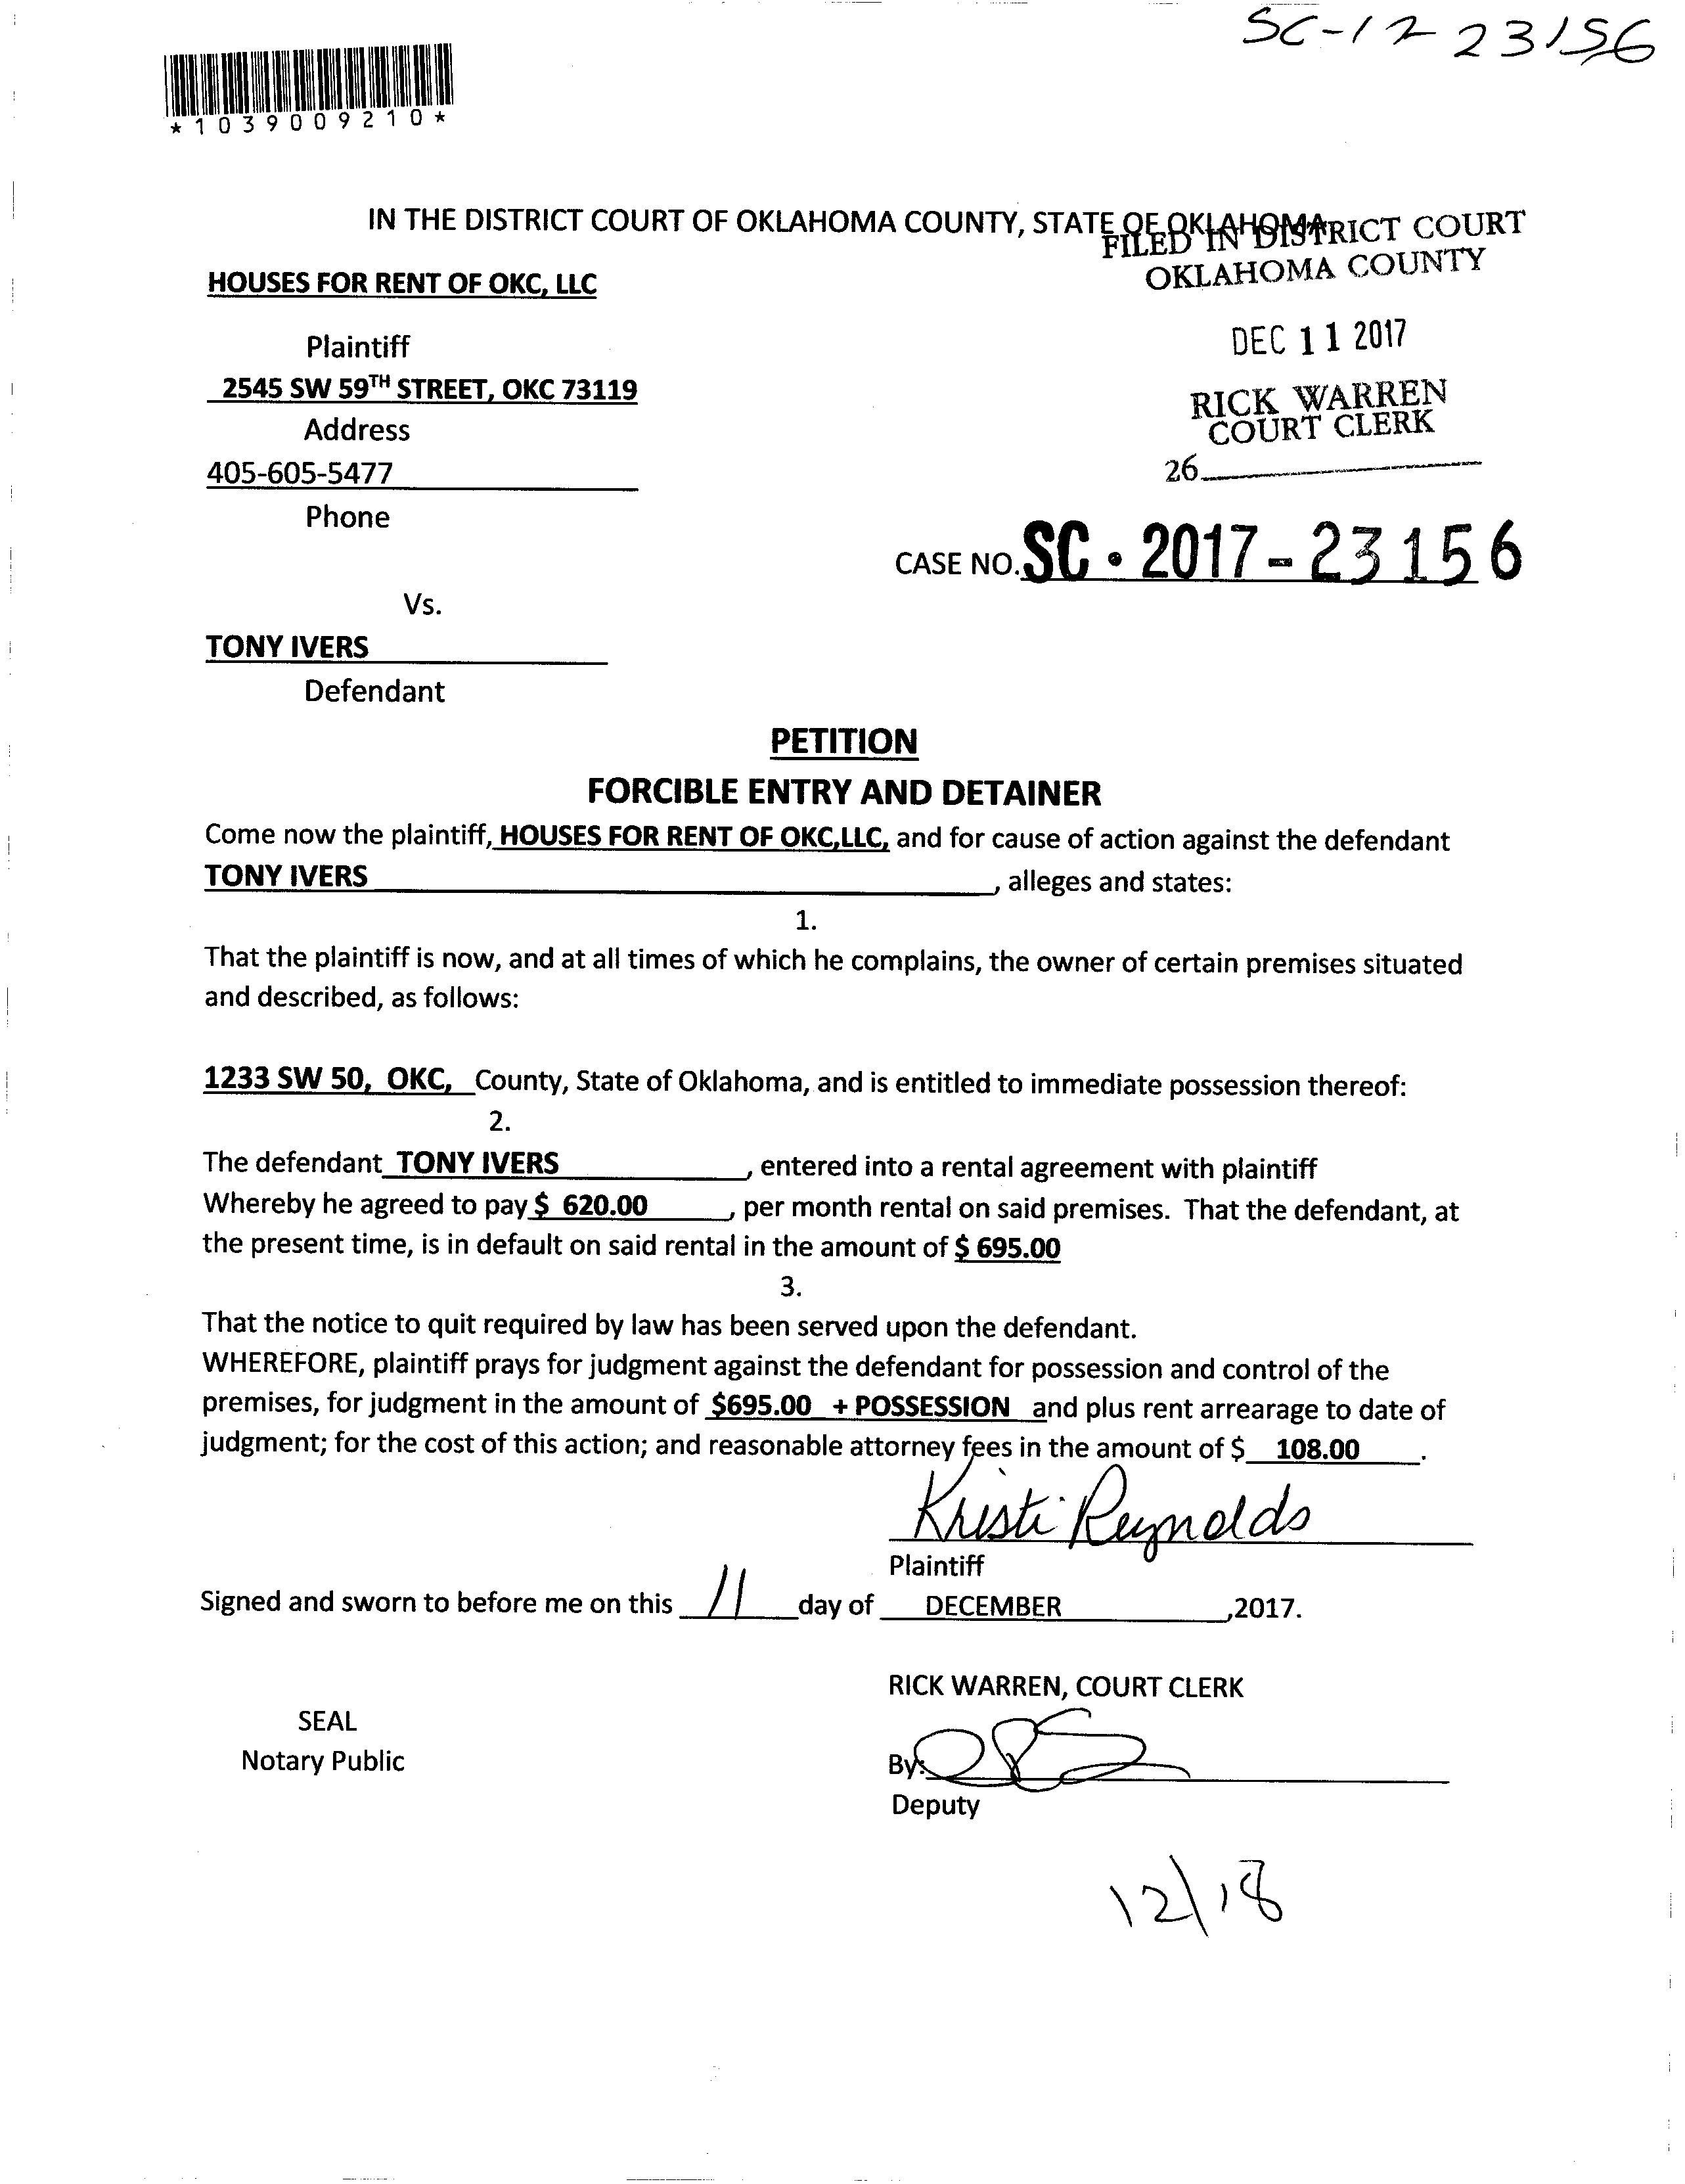 SC-17 23156
*1039009210*
IN THE DISTRICT COURT OF OKLAHOMA COUNTY, STATE OF OKLAHOMA
FILED IN DISTRICT COURT
OKLAHOMA COUNTY
HOUSES FOR RENT OF OKC, LLC
Plaintiff
DEC 11 2017
2545 SW 59TH STREET, OKC 73119
RICK WARREN
COURT CLERK
Address
405-605-5477
26
Phone
CASE NO. SC • 2017 - 23156
Vs.
TONY IVERS
Defendant
PETITION
FORCIBLE ENTRY AND DETAINER
Come now the plaintiff, HOUSES FOR RENT OF OKC,LLC, and for cause of action against the defendant
TONY IVERS , alleges and states:
1.
That the plaintiff is now, and at all times of which he complains, the owner of certain premises situated
and described, as follows:
1233 SW 50, OKC, County, State of Oklahoma, and is entitled to immediate possession thereof:
2.
The defendant TONY IVERS , entered into a rental agreement with plaintiff
Whereby he agreed to pay $ 620.00 , per month rental on said premises. That the defendant, at
the present time, is in default on said rental in the amount of $ 695.00
3.
That the notice to quit required by law has been served upon the defendant.
WHEREFORE, plaintiff prays for judgment against the defendant for possession and control of the
premises, for judgment in the amount of $695.00 + POSSESSION and plus rent arrearage to date of
judgment; for the cost of this action; and reasonable attorney fees in the amount of $ 108.00 .
Kristi Reynolds
Plaintiff
Signed and sworn to before me on this 11 day of DECEMBER ,2017.
RICK WARREN, COURT CLERK
SEAL
Notary Public
By:
Deputy
12/18